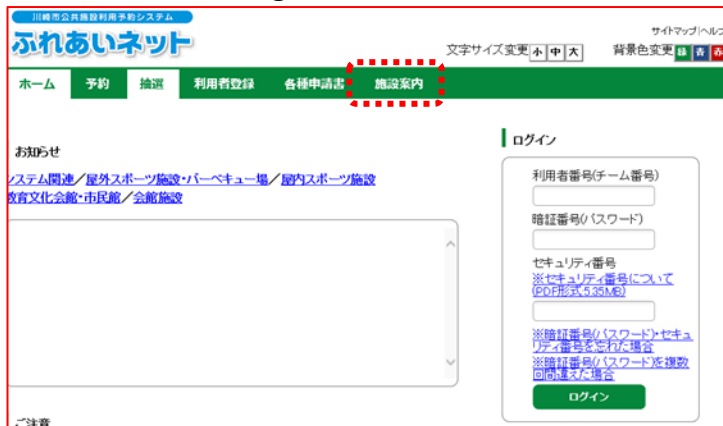 川崎市公共施設利用予約システム
ふれあいネット
サイトマップ|ヘルプ
文字サイズ変更 小 中 大 背景色変更 緑 青 赤
ホーム 予約 抽選 利用者登録 各種申請書 施設案内
お知らせ
システム関連／屋外スポーツ施設・バーベキュー場／屋内スポーツ施設
教育文化会館・市民館／会館施設
ログイン
利用者番号(チーム番号)
暗証番号(パスワード)
セキュリティ番号
※セキュリティ番号について
(PDF形式,5.35MB)
※暗証番号(パスワード)・セキュ
リティ番号を忘れた場合
※暗証番号(パスワード)を複数
回間違えた場合
ログイン
ご注意